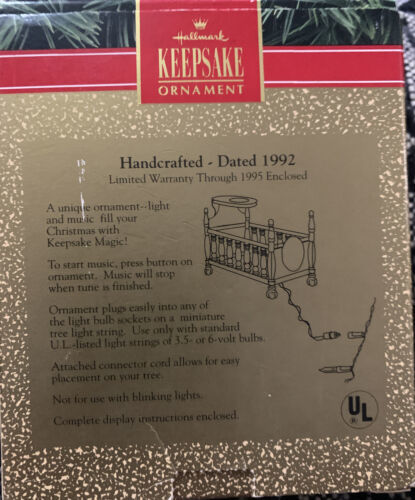 Hallmark
KEEPSAKE
ORNAMENT
Handcrafted - Dated 1992
Limited Warranty Through 1995 Enclosed
A unique ornament--light
and music fill your
Christmas with
Keepsake Magic!
To start music, press button on
ornament. Music will stop
when tune is finished.
Ornament plugs easily into any of
the light bulb sockets on a miniature
tree light string. Use only with standard
U.L.-listed light strings of 3.5- or 6-volt bulbs.
Attached connector cord allows for easy
placement on your tree.
Not for use with blinking lights.
Complete display instructions enclosed.
UL
®